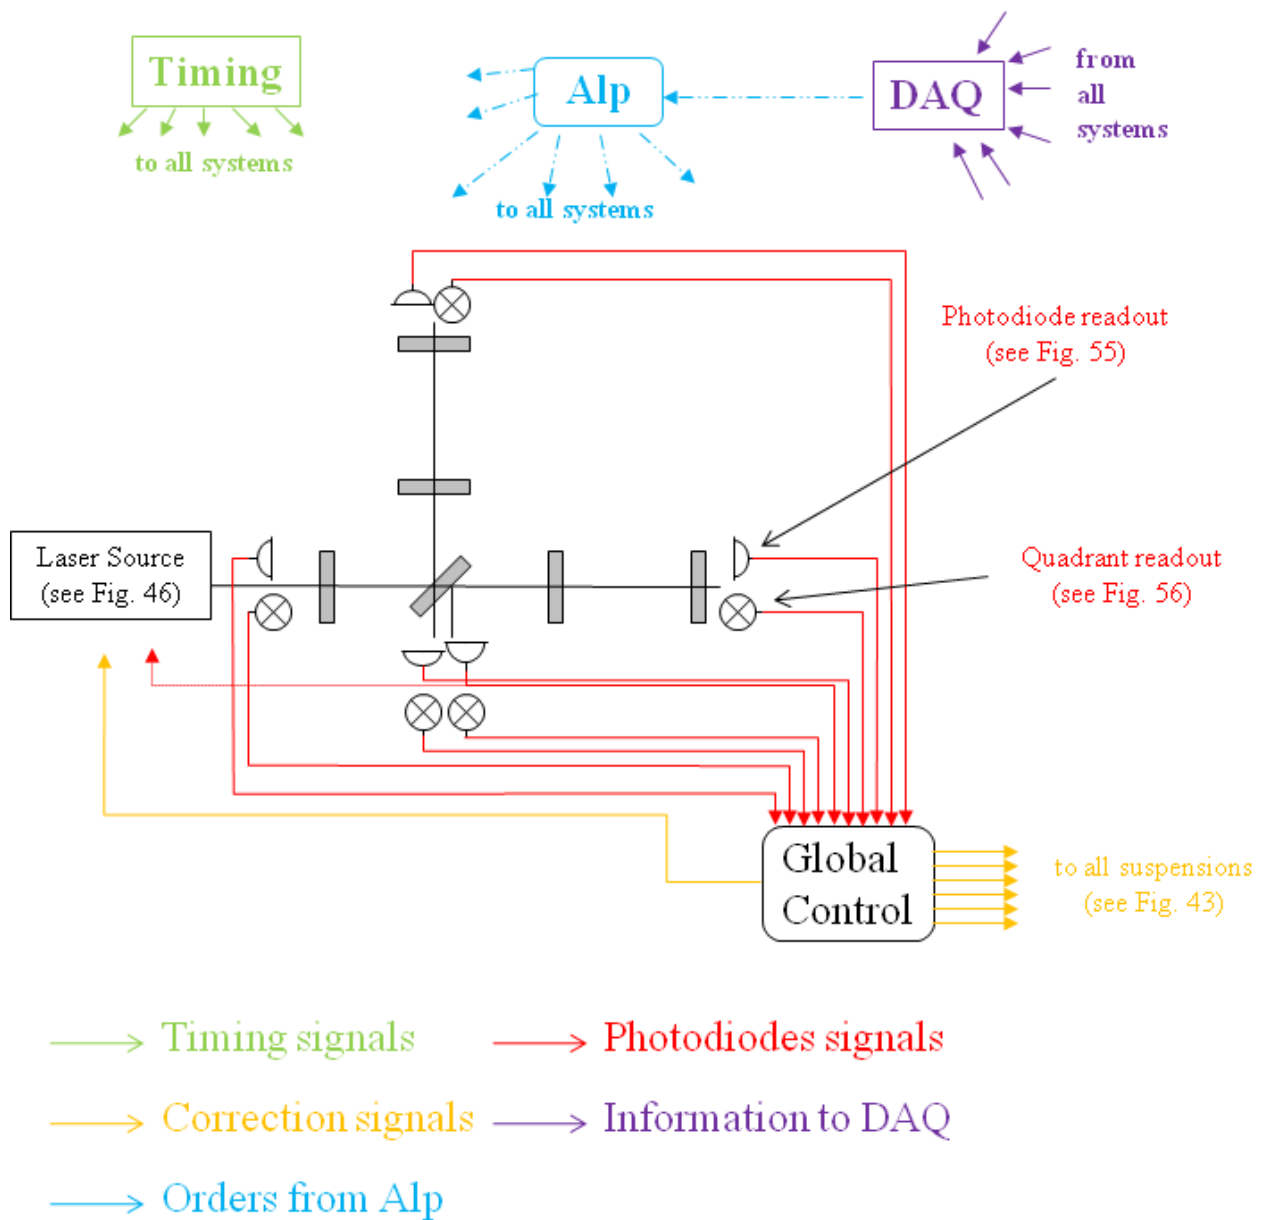 Timing
to all systems
Alp
to all systems
DAQ
from
all
systems
Photodiode readout
(see Fig. 55)
Laser Source
(see Fig. 46)
Quadrant readout
(see Fig. 56)
Global
Control
to all suspensions
(see Fig. 43)
Timing signals
Photodiodes signals
Correction signals
Information to DAQ
Orders from Alp